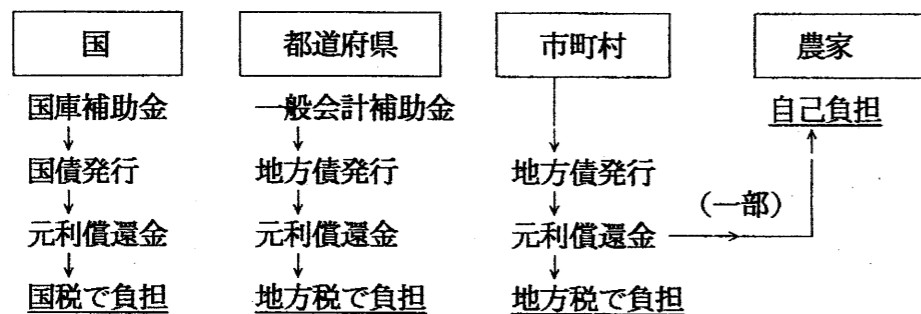 国 都道府県 市町村 農家
国庫補助金 一般会計補助金 自己負担
国債発行 地方債発行 地方債発行
(一部)
元利償還金 元利償還金 元利償還金
国税で負担 地方税で負担 地方税で負担